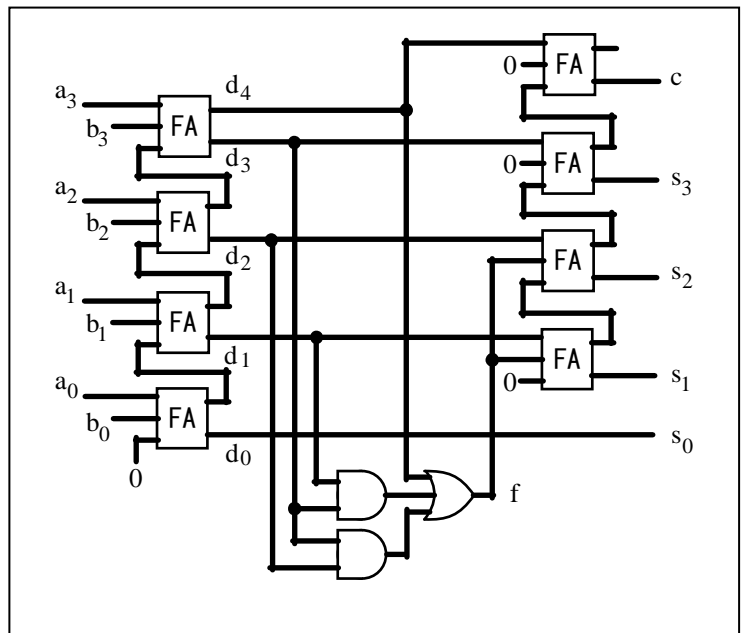 0 FA c
a3 d4
b3 FA
d3 0 FA s3
a2
b2 FA d2
FA s2
a1
b1 FA d1
0 FA s1
a0
b0 FA d0 s0
0
f